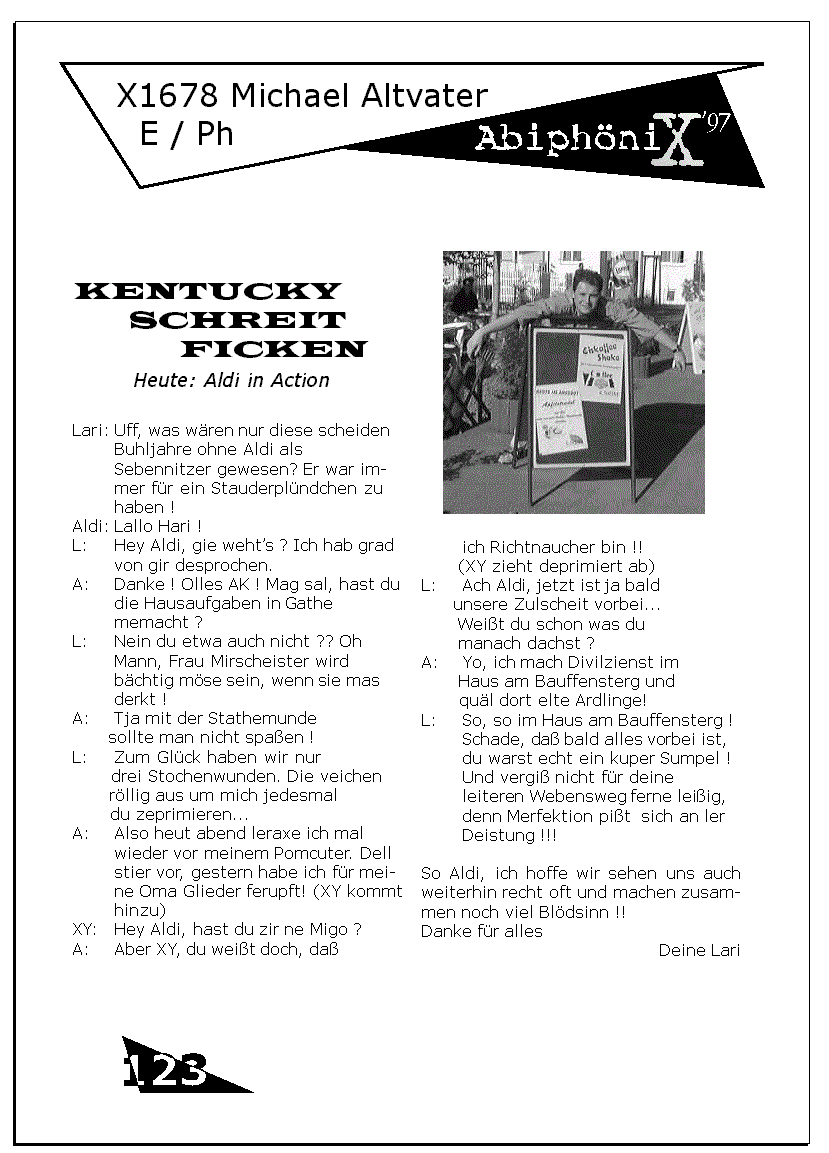 X1678 Michael Altvater
E / Ph
Abiphöni X '97
KENTUCKY
SCHREIT
FICKEN
Heute: Aldi in Action
Lari: Uff, was wären nur diese scheiden
Buhljahre ohne Aldi als
Sebennitzer gewesen? Er war im-
mer für ein Stauderplündchen zu
haben !
Aldi: Lallo Hari !
L: Hey Aldi, gie weht's ? Ich hab grad
von gir desprochen.
A: Danke ! Olles AK ! Mag sal, hast du
die Hausaufgaben in Gathe
memacht ?
L: Nein du etwa auch nicht ?? Oh
Mann, Frau Mirscheister wird
bächtig möse sein, wenn sie mas
derkt !
A: Tja mit der Stathemunde
sollte man nicht spaßen !
L: Zum Glück haben wir nur
drei Stochenwunden. Die veichen
röllig aus um mich jedesmal
du zeprimieren...
A: Also heut abend leraxe ich mal
wieder vor meinem Pomcuter. Dell
stier vor, gestern habe ich für mei-
ne Oma Glieder ferupft! (XY kommt
hinzu)
XY: Hey Aldi, hast du zir ne Migo ?
A: Aber XY, du weißt doch, daß
Eiskaffee
Shoko
ich Richtnaucher bin !!
(XY zieht deprimiert ab)
L: Ach Aldi, jetzt ist ja bald
unsere Zulscheit vorbei...
Weißt du schon was du
manach dachst ?
A: Yo, ich mach Divilzienst im
Haus am Bauffensterg und
quäl dort elte Ardlinge!
L: So, so im Haus am Bauffensterg !
Schade, daß bald alles vorbei ist,
du warst echt ein kuper Sumpel !
Und vergiß nicht für deine
leiteren Webensweg ferne leißig,
denn Merfektion pißt sich an ler
Deistung !!!
So Aldi, ich hoffe wir sehen uns auch
weiterhin recht oft und machen zusam-
men noch viel Blödsinn !!
Danke für alles
Deine Lari
123